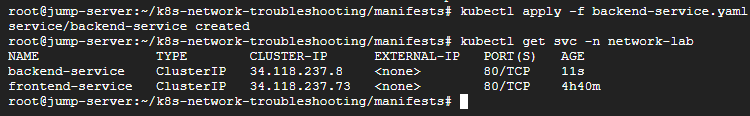 root@jump-server:~/k8s-network-troubleshooting/manifests# kubectl apply -f backend-service.yaml
service/backend-service created
root@jump-server:~/k8s-network-troubleshooting/manifests# kubectl get svc -n network-lab
NAME TYPE CLUSTER-IP EXTERNAL-IP PORT(S) AGE
backend-service ClusterIP 34.118.237.8 <none> 80/TCP 11s
frontend-service ClusterIP 34.118.237.73 <none> 80/TCP 4h40m
root@jump-server:~/k8s-network-troubleshooting/manifests#